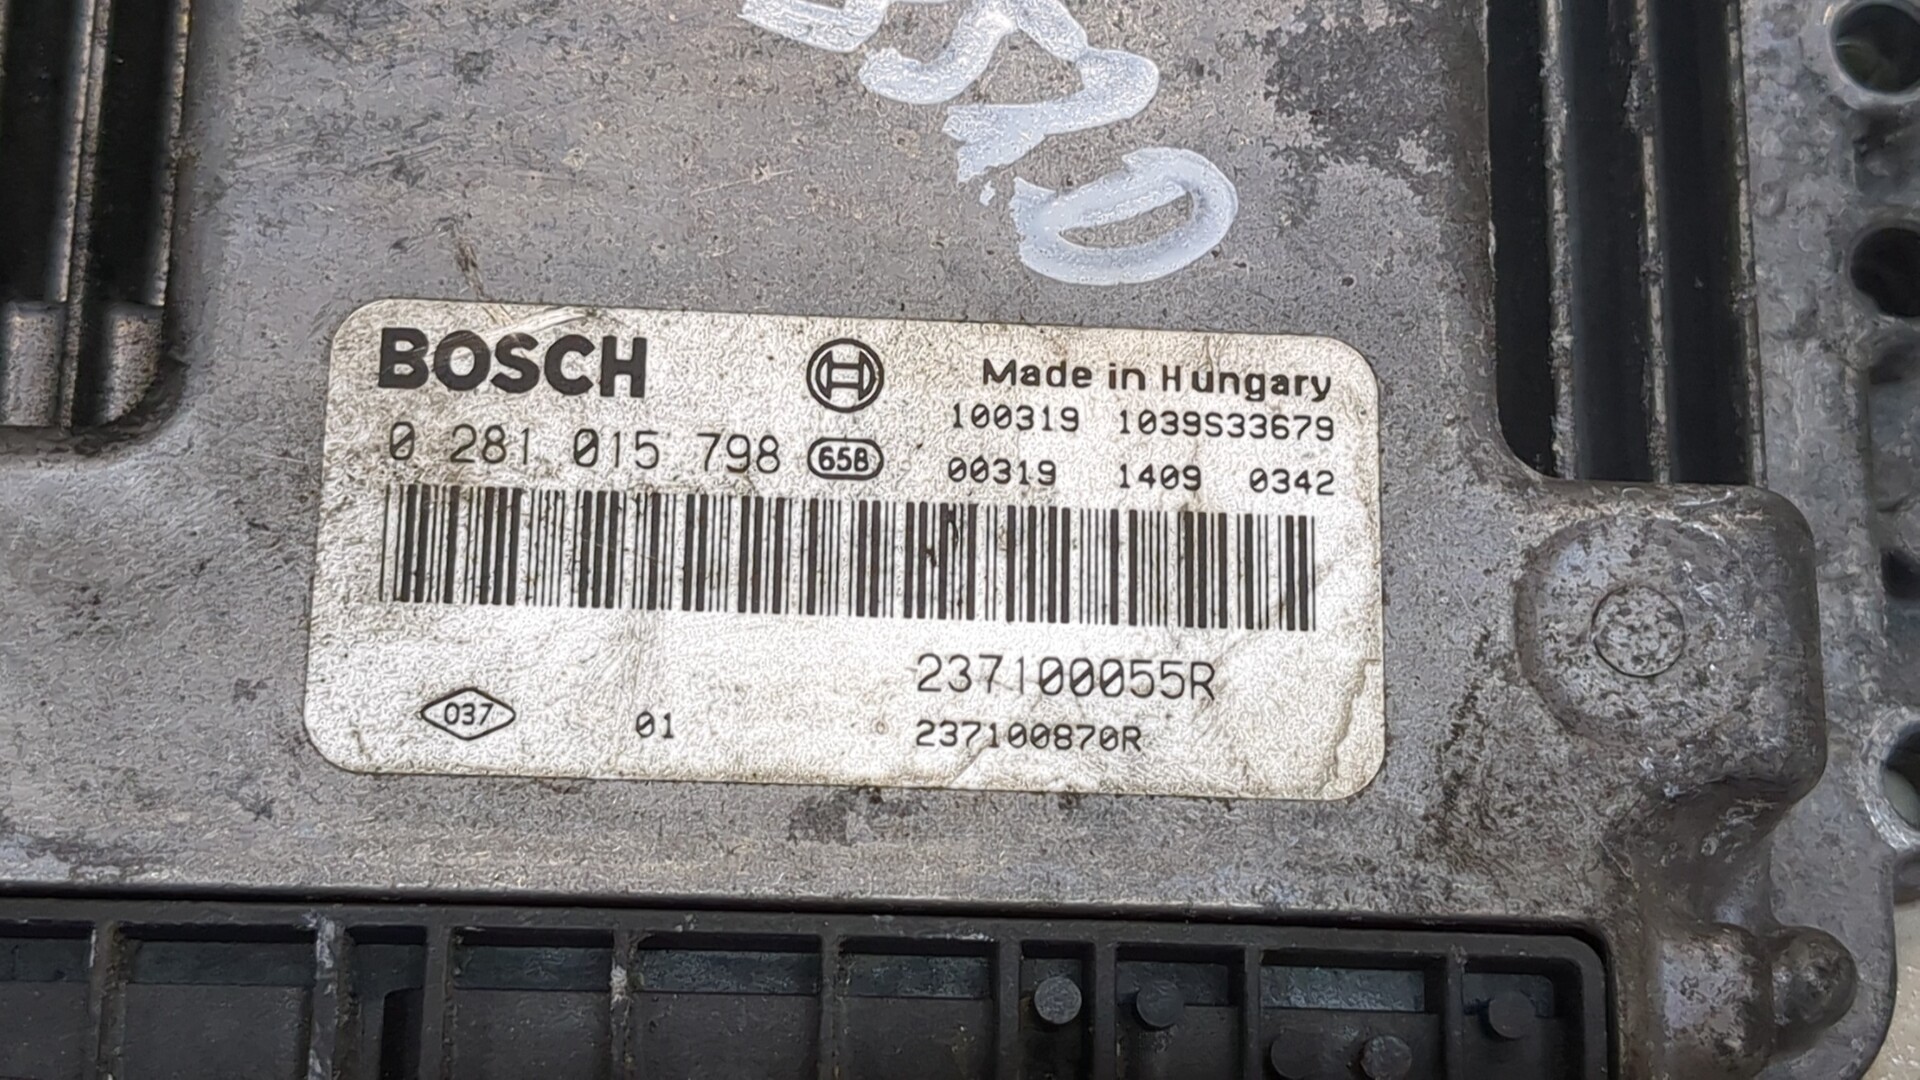 BOSCH
Made in Hungary
100319 1039S33679
0 281 015 798 658
00319 1409 0342
237100055R
037 01 237100870R